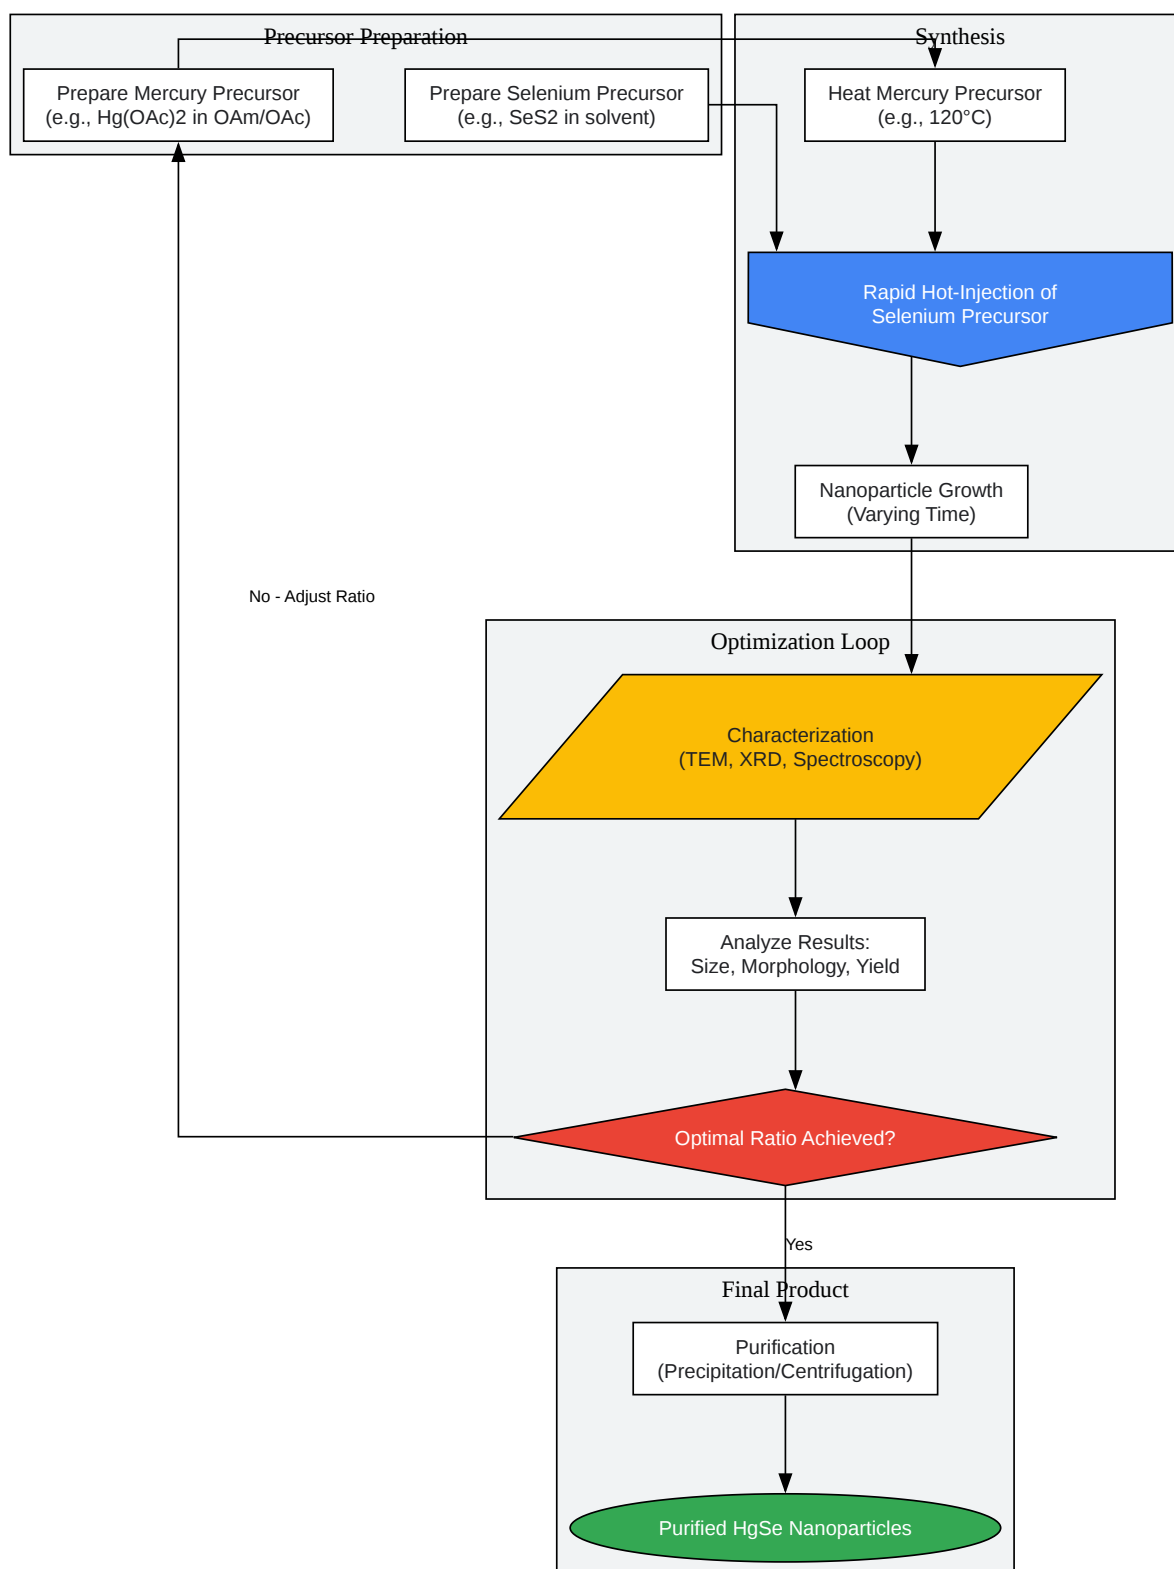 Precursor Preparation
Prepare Mercury Precursor
(e.g., Hg(OAc)2 in OAm/OAc)
Prepare Selenium Precursor
(e.g., SeS2 in solvent)
Synthesis
Heat Mercury Precursor
(e.g., 120°C)
Rapid Hot-Injection of
Selenium Precursor
Nanoparticle Growth
(Varying Time)
No - Adjust Ratio
Optimization Loop
Characterization
(TEM, XRD, Spectroscopy)
Analyze Results:
Size, Morphology, Yield
Optimal Ratio Achieved?
Yes
Final Product
Purification
(Precipitation/Centrifugation)
Purified HgSe Nanoparticles